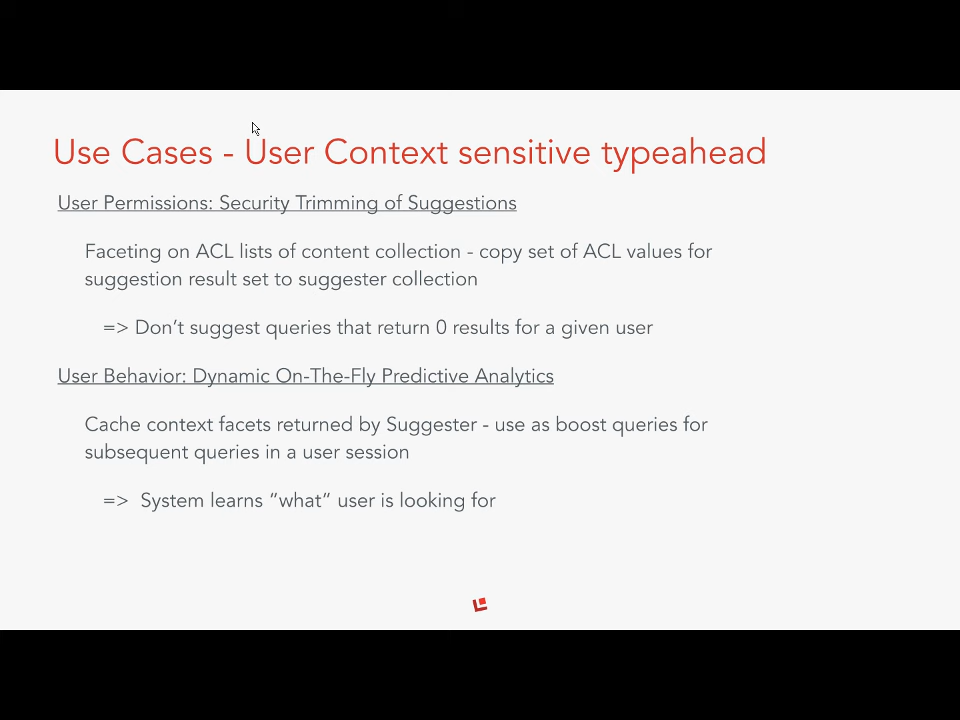 Use Cases - User Context sensitive typeahead
User Permissions: Security Trimming of Suggestions
Faceting on ACL lists of content collection - copy set of ACL values for
suggestion result set to suggester collection
=> Don’t suggest queries that return 0 results for a given user
User Behavior: Dynamic On-The-Fly Predictive Analytics
Cache context facets returned by Suggester - use as boost queries for
subsequent queries in a user session
=> System learns “what“ user is looking for